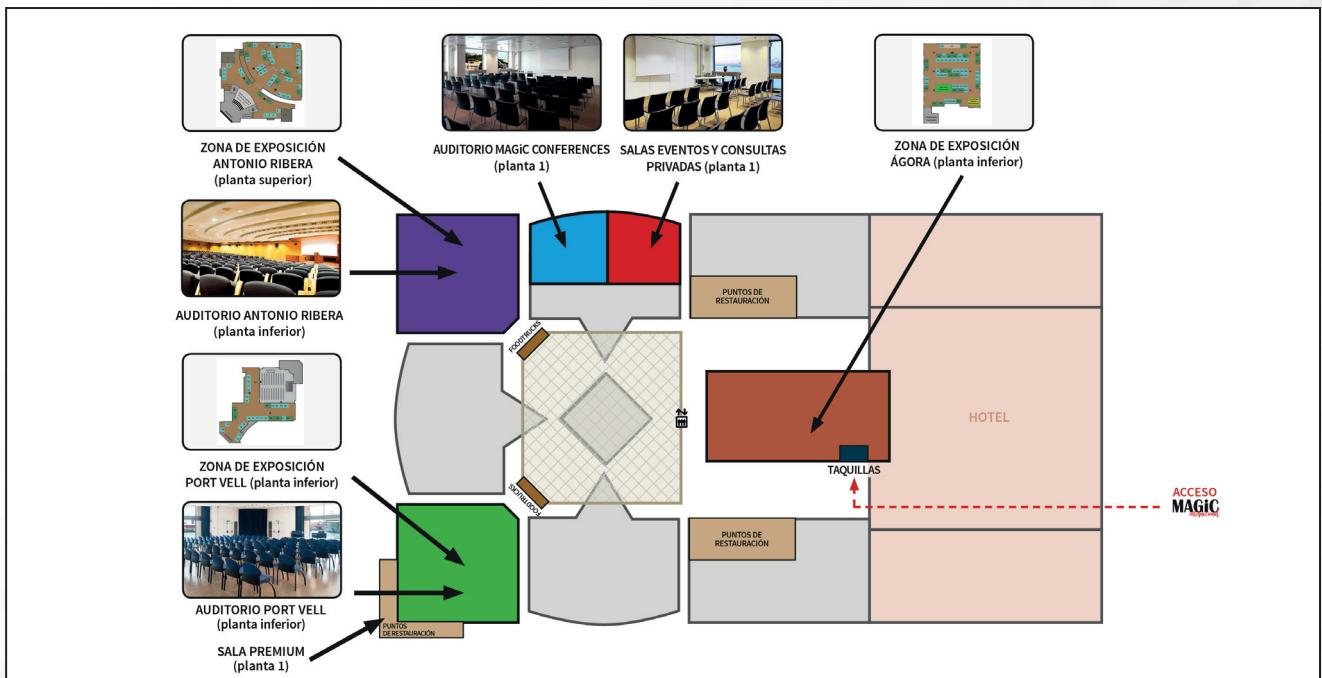 ZONA DE EXPOSICIÓN
ANTONIO RIBERA
(planta superior)
AUDITORIO MAGiC CONFERENCES
(planta 1)
SALAS EVENTOS Y CONSULTAS
PRIVADAS (planta 1)
ZONA DE EXPOSICIÓN
ÁGORA (planta inferior)
AUDITORIO ANTONIO RIBERA
(planta inferior)
PUNTOS DE
RESTAURACIÓN
FOODTRUCKS
HOTEL
ZONA DE EXPOSICIÓN
PORT VELL (planta inferior)
TAQUILLAS
FOODTRUCKS
ACCESO
MAGiC
PUNTOS DE
RESTAURACIÓN
AUDITORIO PORT VELL
(planta inferior)
PUNTOS
DE RESTAURACIÓN
SALA PREMIUM
(planta 1)